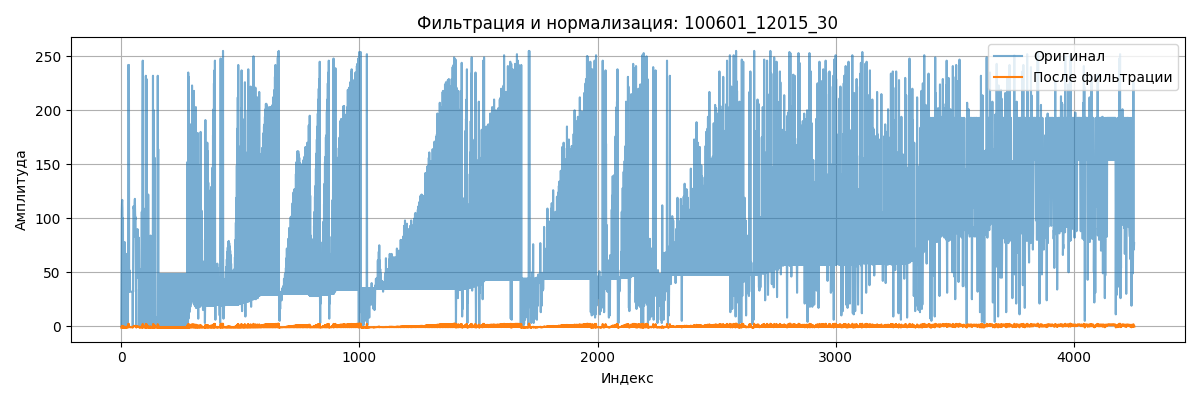 Фильтрация и нормализация: 100601_12015_30
Оригинал
После фильтрации
Амплитуда
250
200
150
100
50
0
0 1000 2000 3000 4000
Индекс